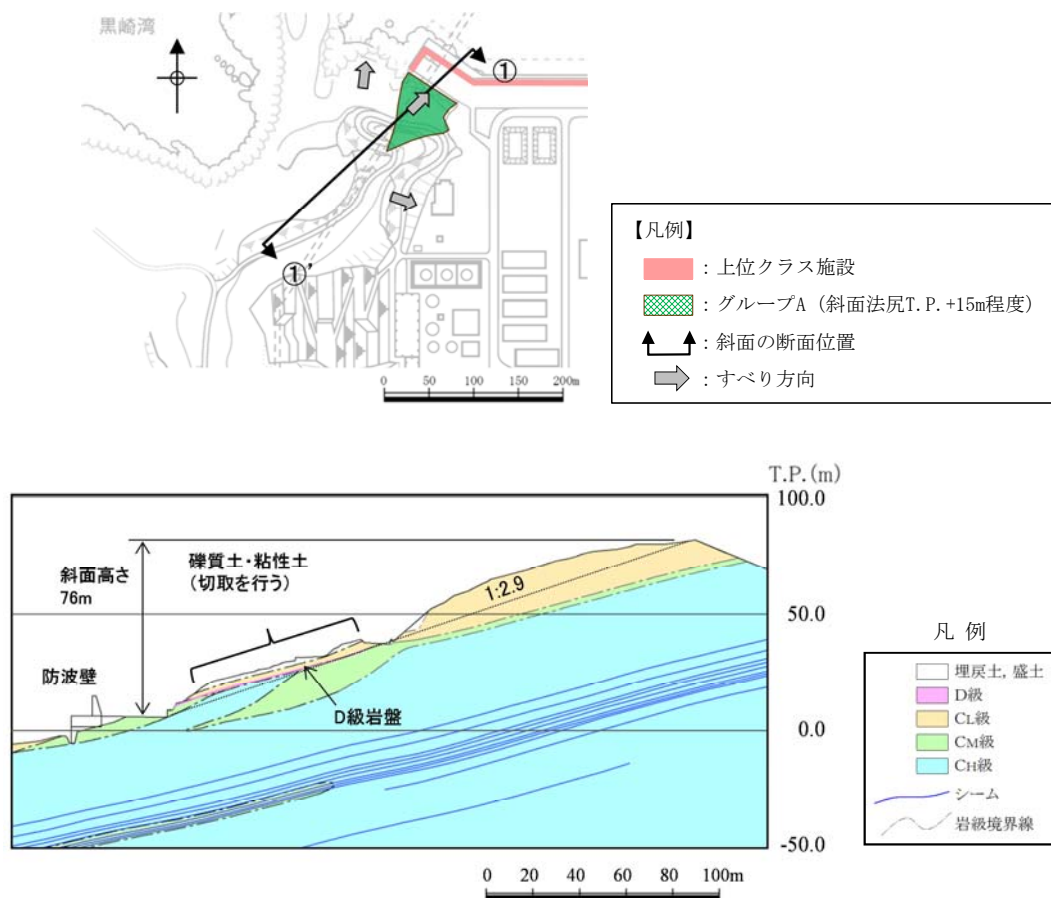 黒崎湾
①
①'
0 50 100 150 200m
【凡例】
：上位クラス施設
：グループA（斜面法尻T.P.+15m程度）
：斜面の断面位置
：すべり方向
T.P.(m)
100.0
斜面高さ
76m
礫質土・粘性土
（切取を行う）
1:2.9
50.0
防波壁
D級岩盤
0.0
-50.0
凡 例
埋戻土, 盛土
D級
CL級
CM級
CH級
シーム
岩級境界線
0 20 40 60 80 100m